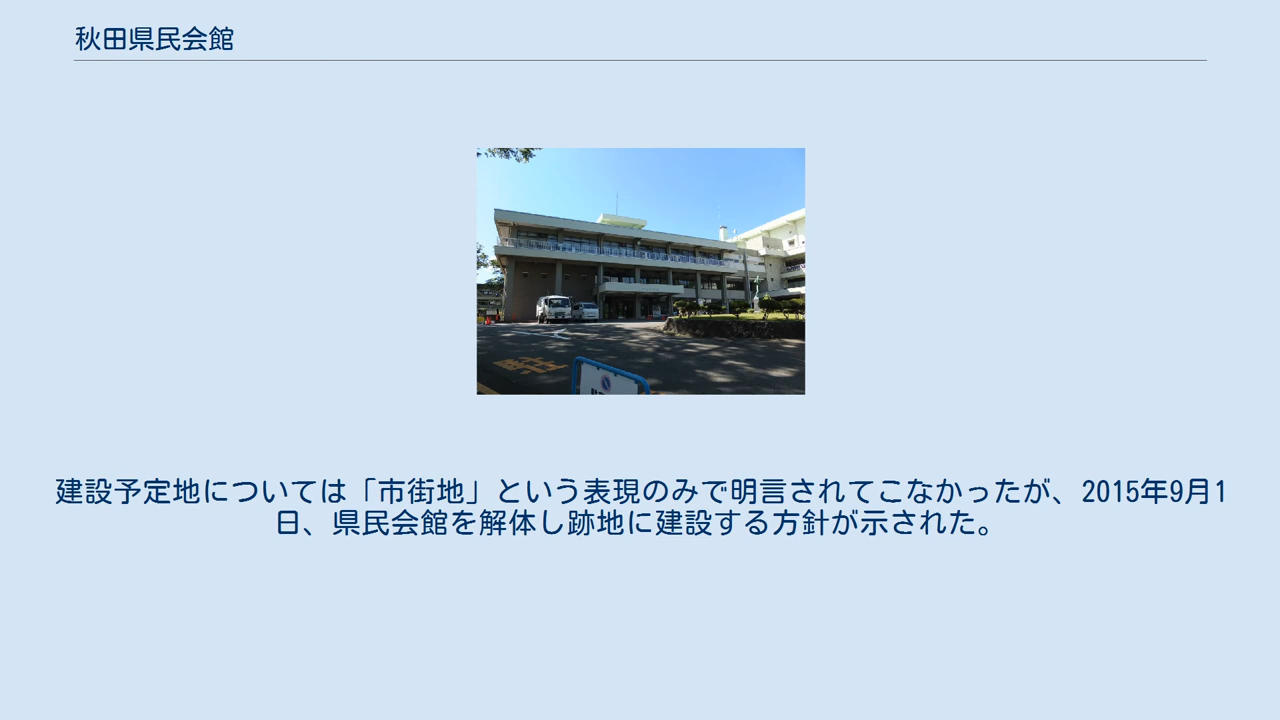 秋田県民会館
建設予定地については「市街地」という表現のみで明言されてこなかったが、2015年9月1
日、県民会館を解体し跡地に建設する方針が示された。